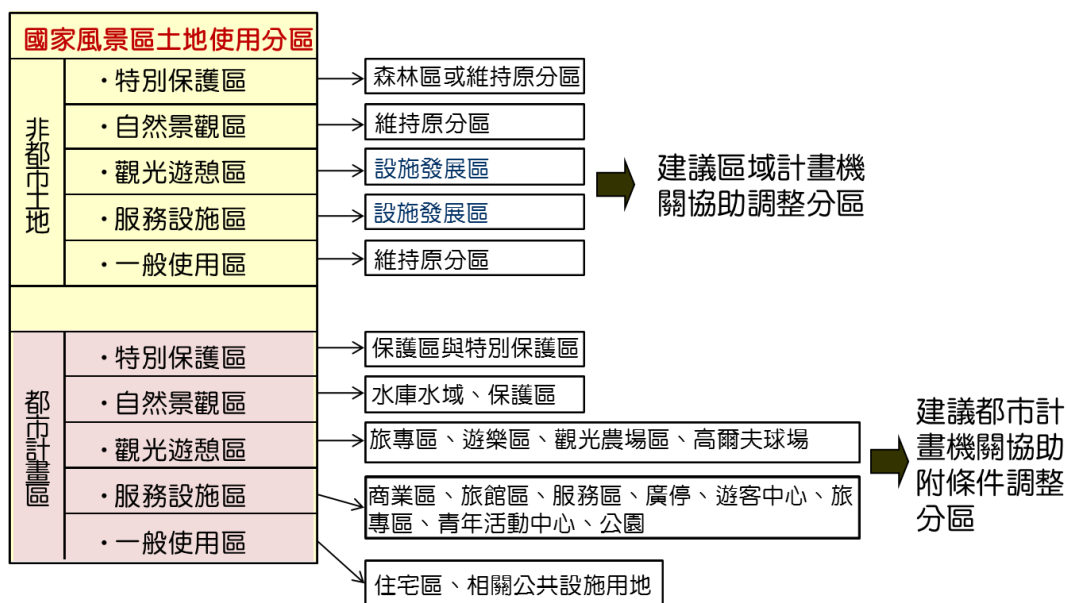 國家風景區土地使用分區
非都市土地
・特別保護區
森林區或維持原分區
・自然景觀區
維持原分區
・觀光遊憩區
設施發展區
・服務設施區
設施發展區
・一般使用區
維持原分區
建議區域計畫機
關協助調整分區
都市計畫區
・特別保護區
保護區與特別保護區
・自然景觀區
水庫水域、保護區
・觀光遊憩區
旅專區、遊樂區、觀光農場區、高爾夫球場
・服務設施區
商業區、旅館區、服務區、廣停、遊客中心、旅
專區、青年活動中心、公園
・一般使用區
住宅區、相關公共設施用地
建議都市計
畫機關協助
附條件調整
分區